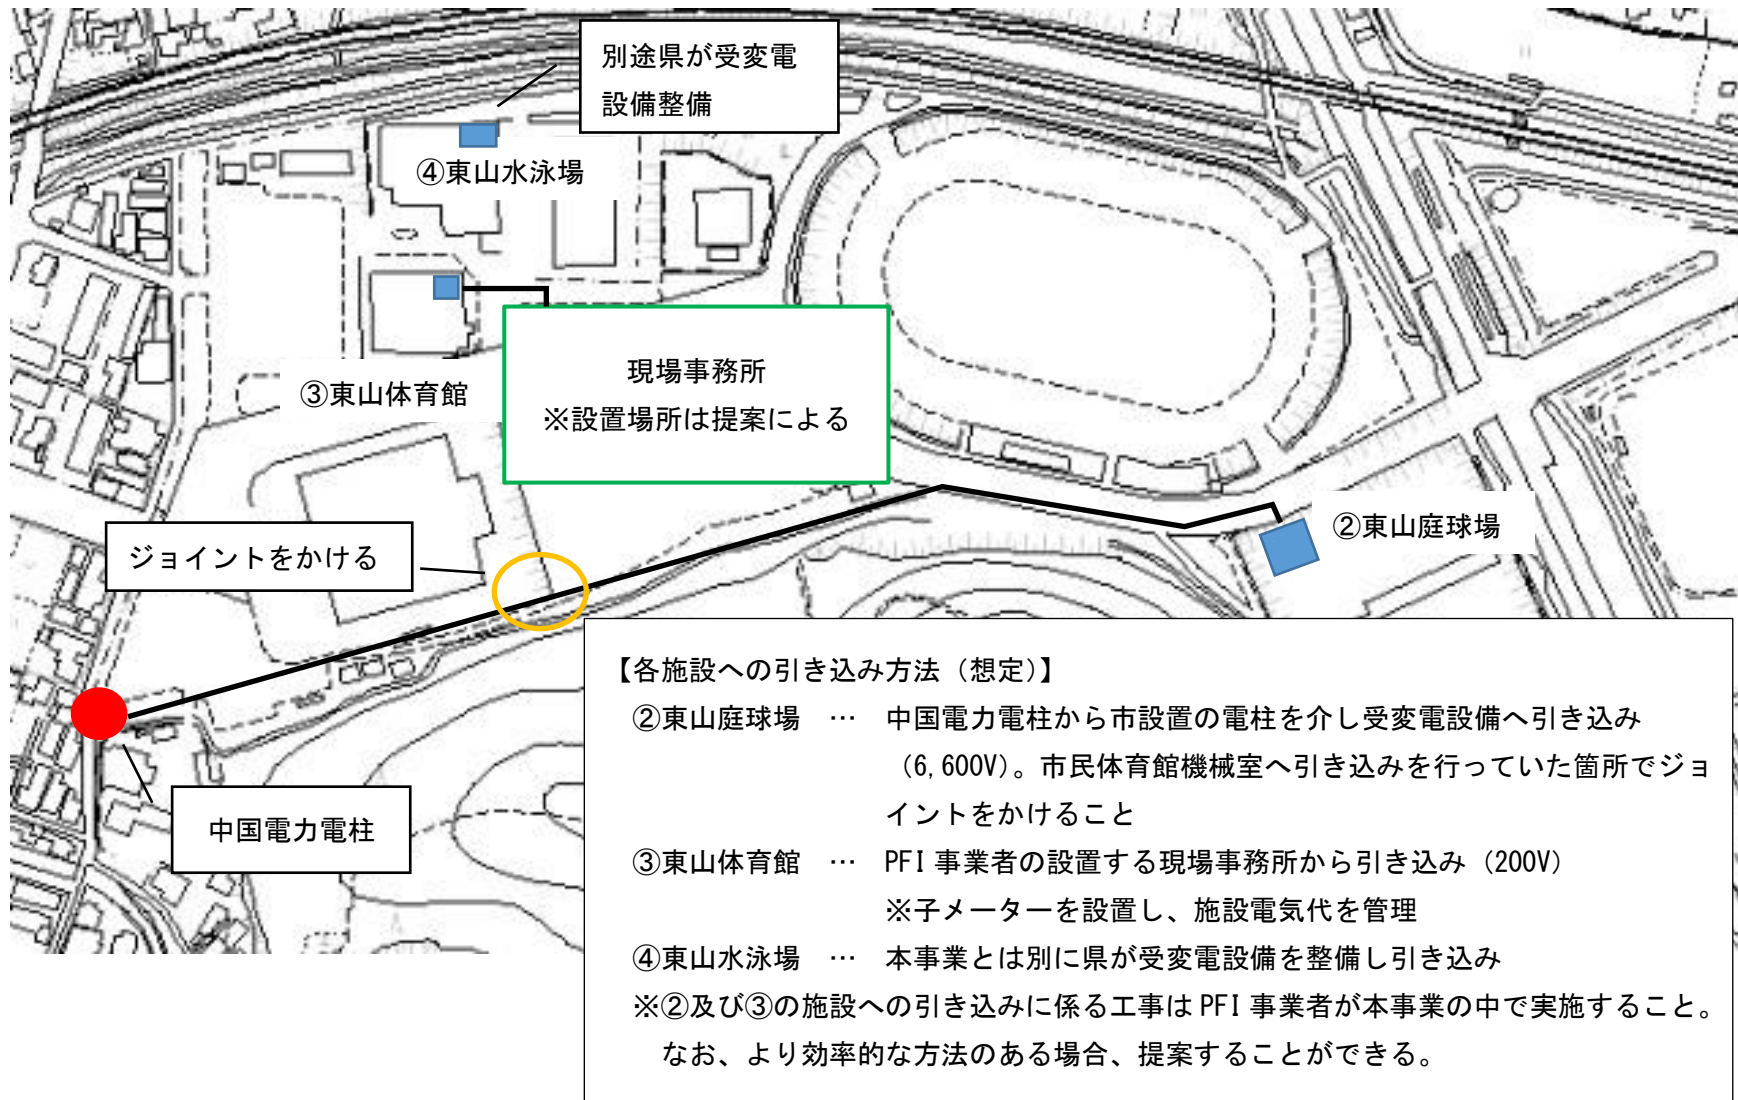 別途県が受変電
設備整備
④東山水泳場
現場事務所
※設置場所は提案による
③東山体育館
ジョイントをかける
②東山庭球場
中国電力電柱
【各施設への引き込み方法（想定）】
②東山庭球場 … 中国電力電柱から市設置の電柱を介し受変電設備へ引き込み
（6,600V）。市民体育館機械室へ引き込みを行っていた箇所でジョ
イントをかけること
③東山体育館 … PFI 事業者の設置する現場事務所から引き込み（200V）
※子メーターを設置し、施設電気代を管理
④東山水泳場 … 本事業とは別に県が受変電設備を整備し引き込み
※②及び③の施設への引き込みに係る工事は PFI 事業者が本事業の中で実施すること。
なお、より効率的な方法のある場合、提案することができる。